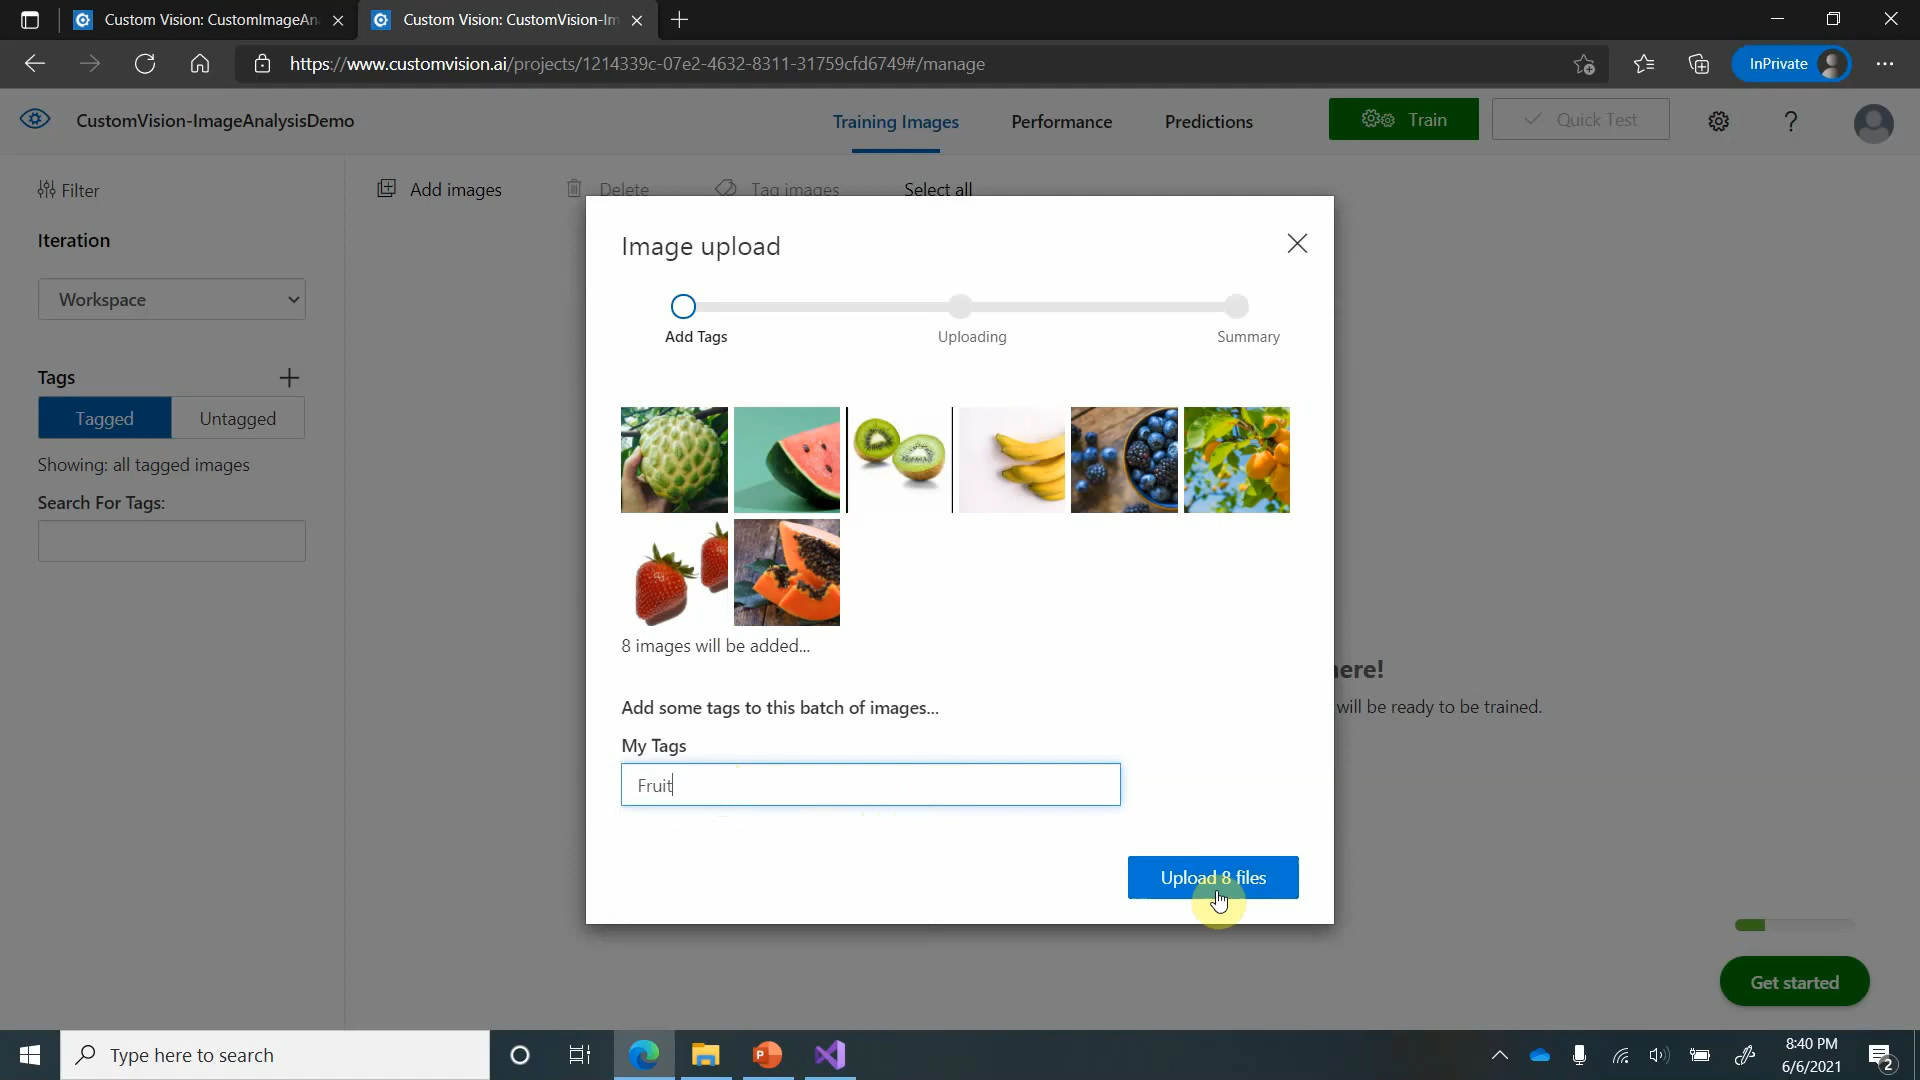 Custom Vision: CustomImageAn
Custom Vision: CustomVision-Im
https://www.customvision.ai/projects/1214339c-07e2-4632-8311-31759cfd6749#/manage
InPrivate
CustomVision-ImageAnalysisDemo
Training Images
Performance
Predictions
Train
Quick Test
Filter
Add images
Delete
Tag images
Select all
Iteration
Workspace
Tags
Tagged
Untagged
Showing: all tagged images
Search For Tags:
Image upload
Add Tags
Uploading
Summary
8 images will be added...
Add some tags to this batch of images...
My Tags
Fruit
Upload 8 files
here!
will be ready to be trained.
Get started
Type here to search
8:40 PM
6/6/2021
2